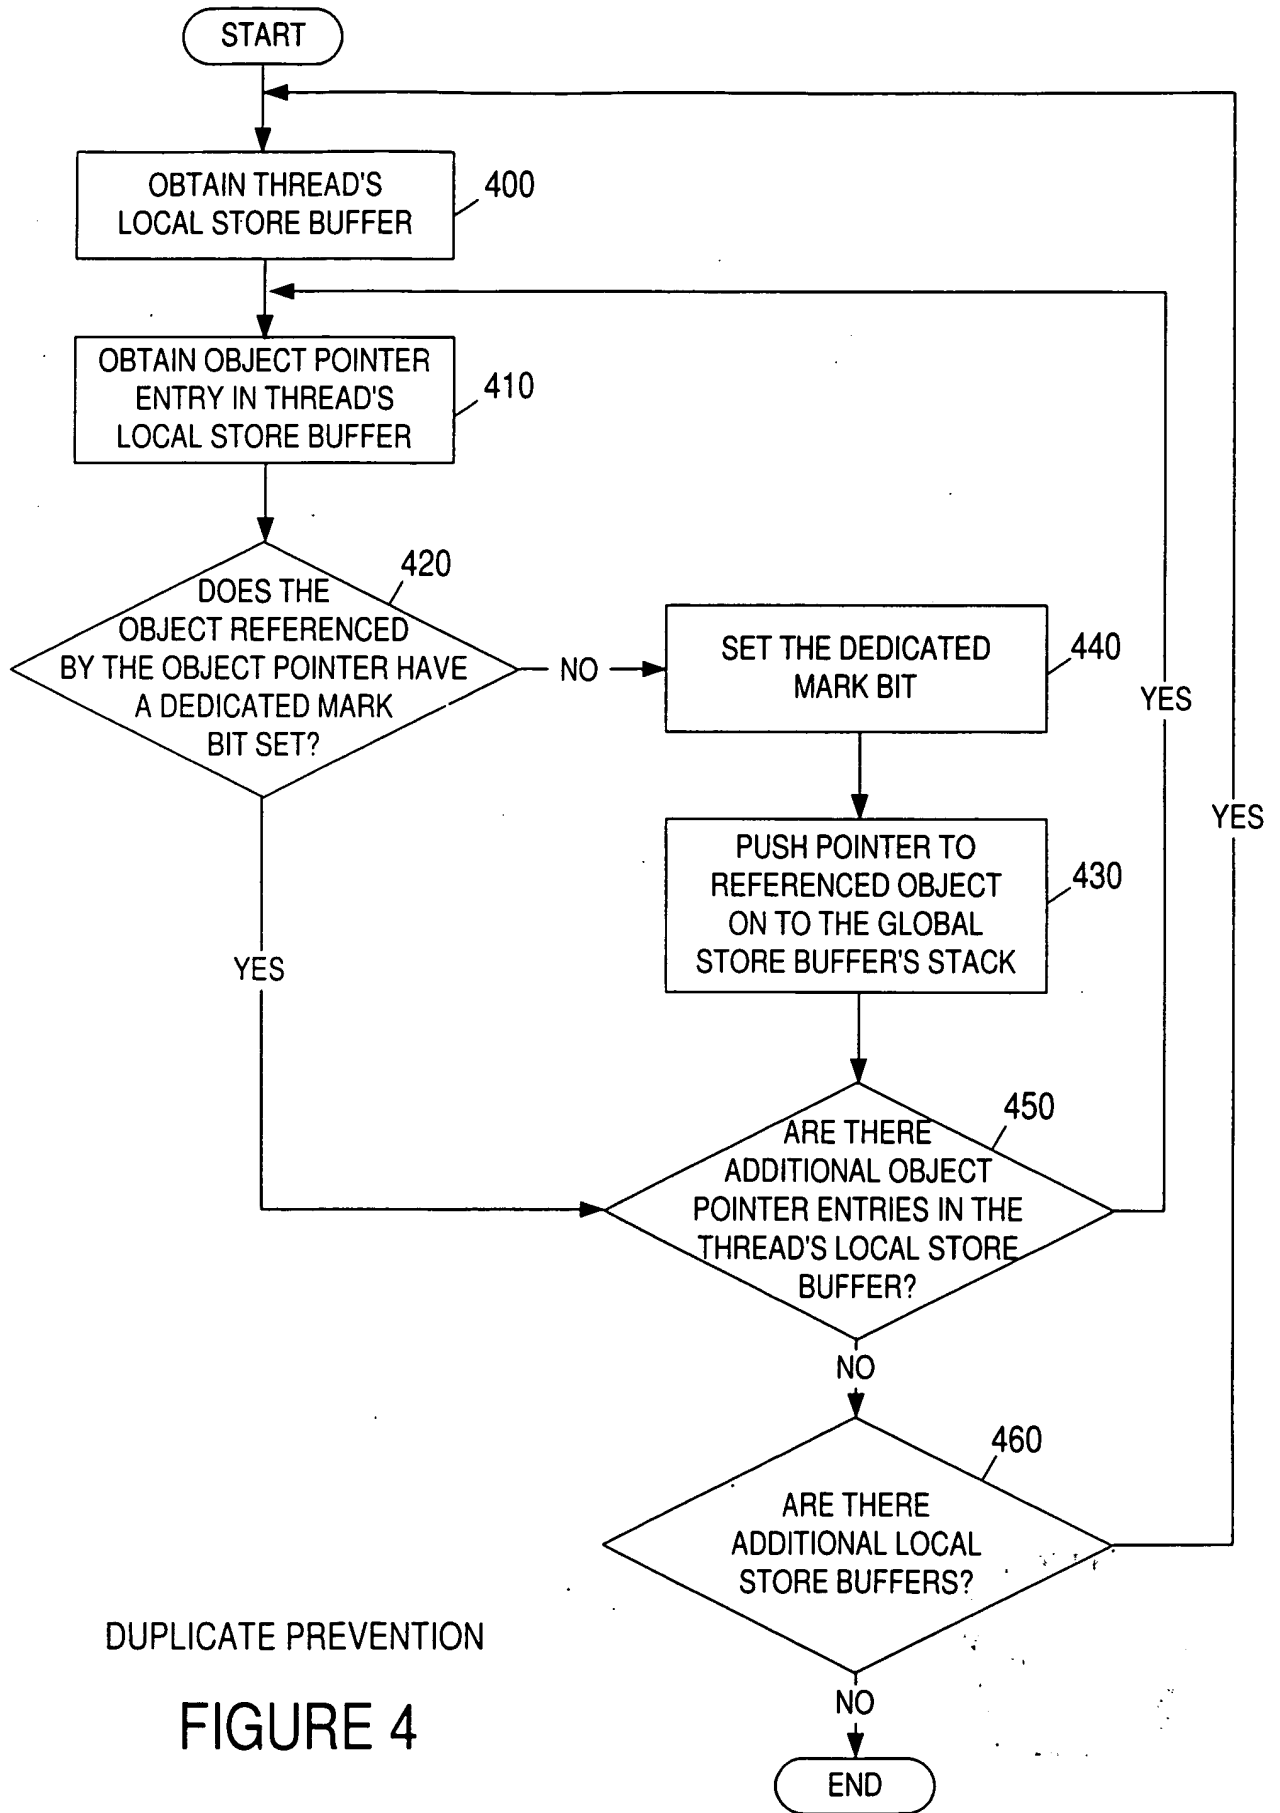 START
OBTAIN THREAD'S
LOCAL STORE BUFFER
400
OBTAIN OBJECT POINTER
ENTRY IN THREAD'S
LOCAL STORE BUFFER
410
DOES THE
OBJECT REFERENCED
BY THE OBJECT POINTER HAVE
A DEDICATED MARK
BIT SET?
420
NO
SET THE DEDICATED
MARK BIT
440
YES
YES
PUSH POINTER TO
REFERENCED OBJECT
ON TO THE GLOBAL
STORE BUFFER'S STACK
430
YES
ARE THERE
ADDITIONAL OBJECT
POINTER ENTRIES IN THE
THREAD'S LOCAL STORE
BUFFER?
450
NO
ARE THERE
ADDITIONAL LOCAL
STORE BUFFERS?
460
NO
END
DUPLICATE PREVENTION
FIGURE 4